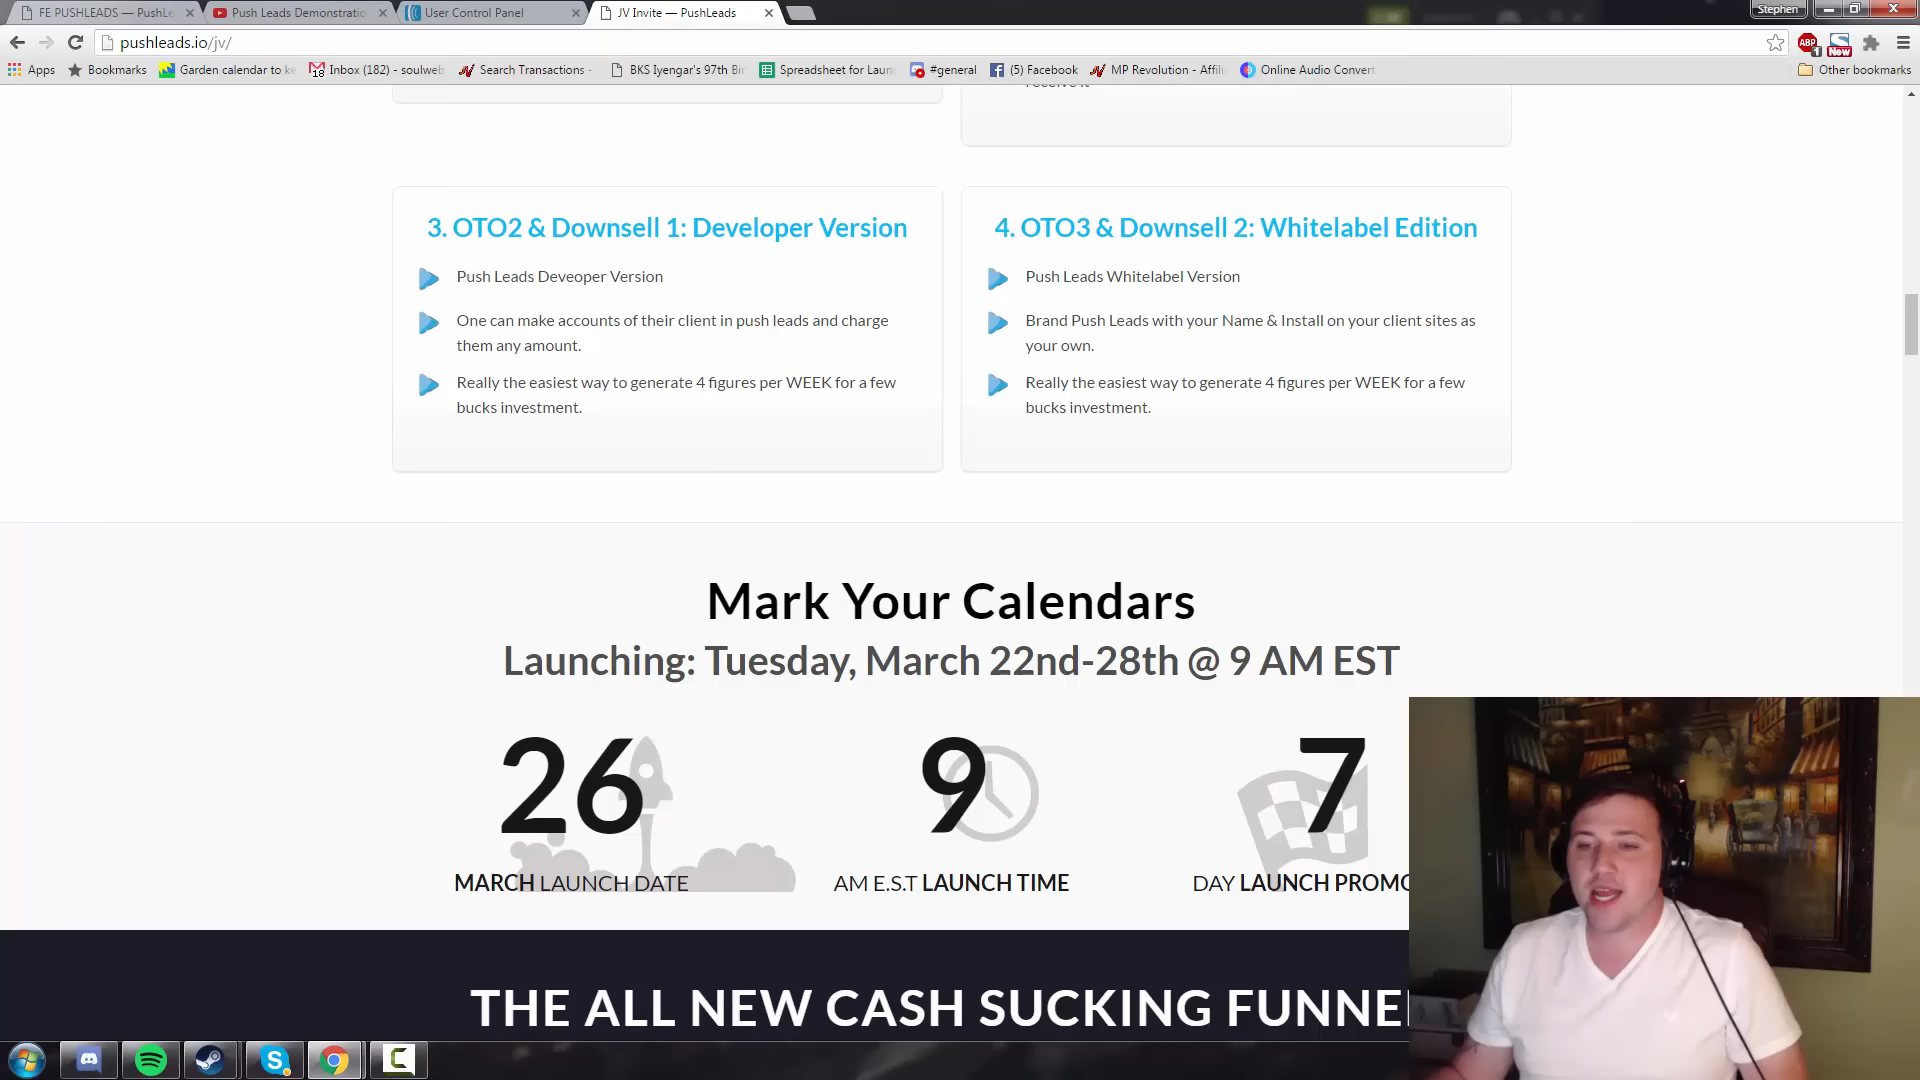 FE PUSHLEADS — PushLe
Push Leads Demonstratio
User Control Panel
JV Invite — PushLeads
Stephen
pushleads.io/jv/
ABP
1
New
Apps
Bookmarks
Garden calendar to ke
18
Inbox (182) - soulweb
Search Transactions -
BKS Iyengar's 97th Bi
Spreadsheet for Laun
#general
(5) Facebook
MP Revolution - Affili
Online Audio Convert
Other bookmarks
receive it
3. OTO2 & Downsell 1: Developer Version
Push Leads Deveoper Version
One can make accounts of their client in push leads and charge
them any amount.
Really the easiest way to generate 4 figures per WEEK for a few
bucks investment.
4. OTO3 & Downsell 2: Whitelabel Edition
Push Leads Whitelabel Version
Brand Push Leads with your Name & Install on your client sites as
your own.
Really the easiest way to generate 4 figures per WEEK for a few
bucks investment.
Mark Your Calendars
Launching: Tuesday, March 22nd-28th @ 9 AM EST
26
MARCH LAUNCH DATE
9
AM E.S.T LAUNCH TIME
7
DAY LAUNCH PROMO
THE ALL NEW CASH SUCKING FUNNEL